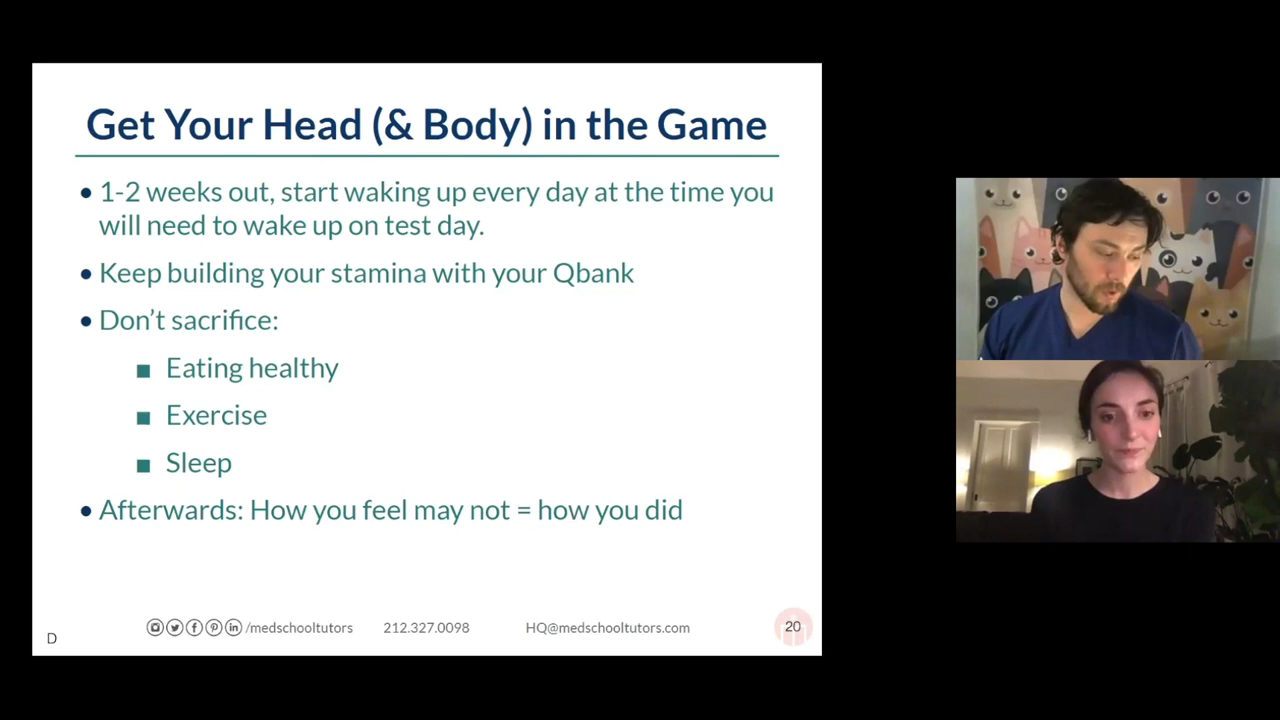 Get Your Head (& Body) in the Game
• 1-2 weeks out, start waking up every day at the time you
will need to wake up on test day.
• Keep building your stamina with your Qbank
• Don’t sacrifice:
■ Eating healthy
■ Exercise
■ Sleep
• Afterwards: How you feel may not = how you did
D
/medschooltutors 212.327.0098 HQ@medschooltutors.com 20